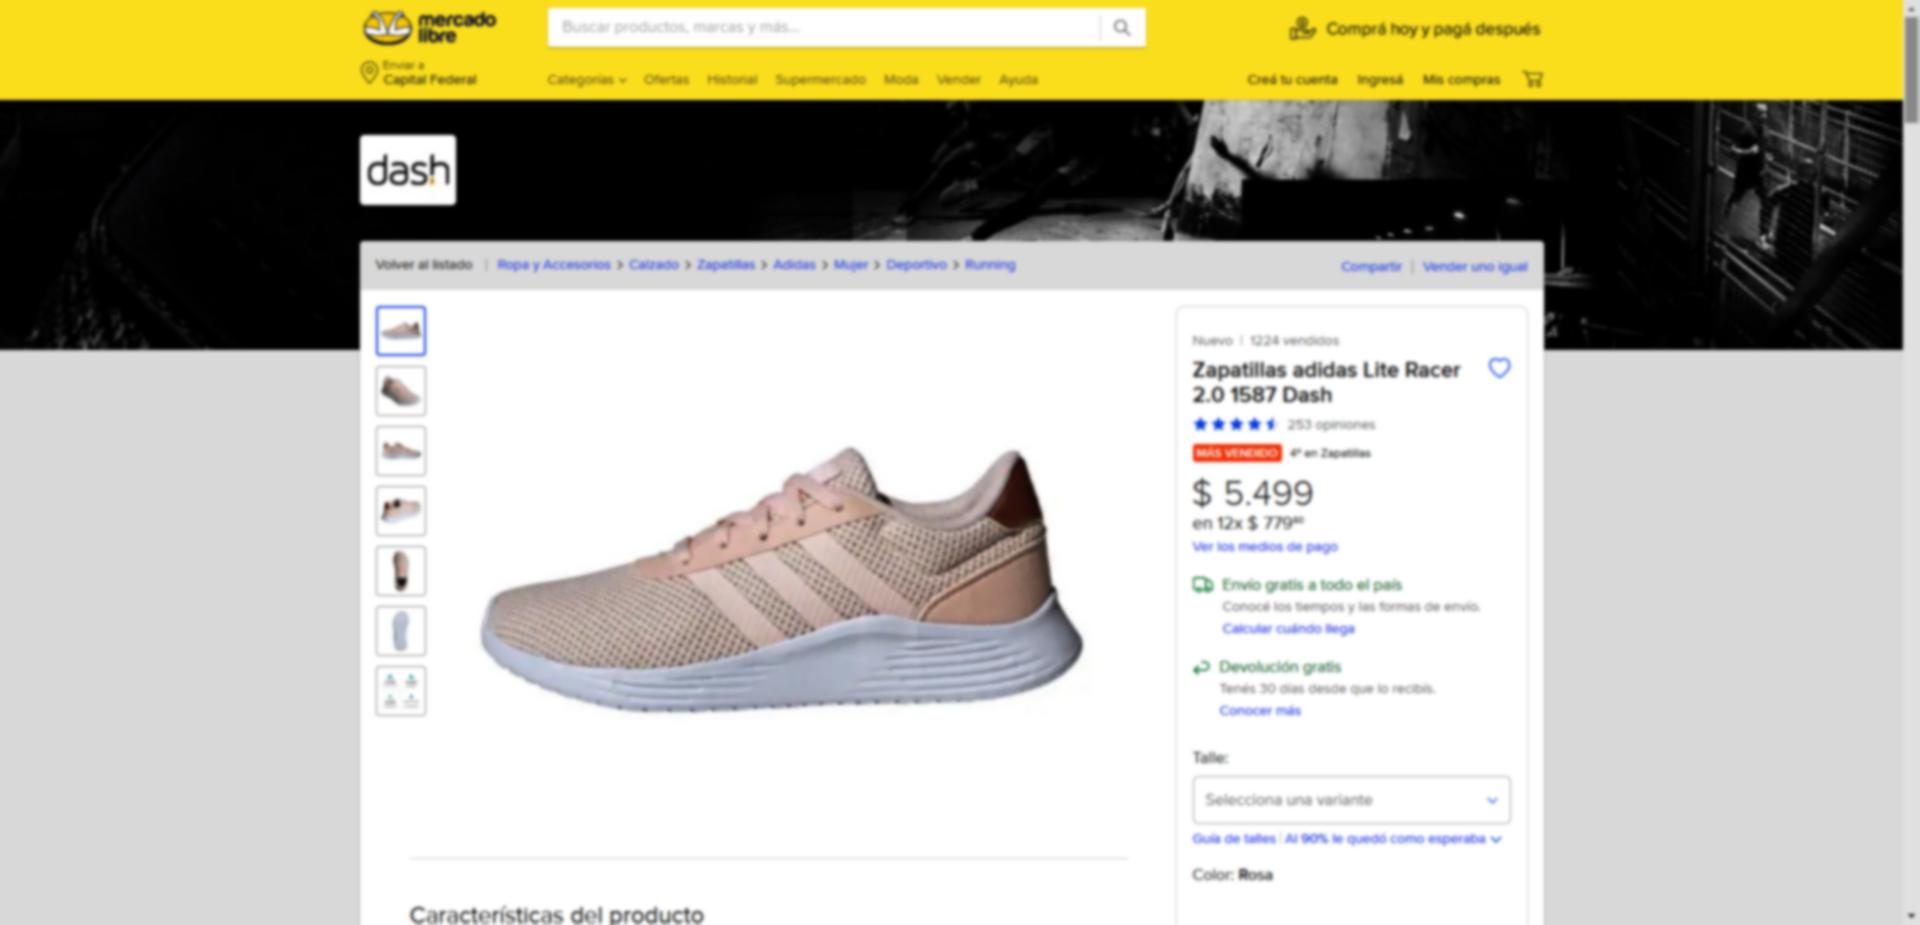 mercado
libre
Buscar productos, marcas y más...
Comprá hoy y pagá después
Enviar a
Capital Federal
Categorías Ofertas Historial Supermercado Moda Vender Ayuda
Creá tu cuenta Ingresá Mis compras
dash
Volver al listado | Ropa y Accesorios > Calzado > Zapatillas > Adidas > Mujer > Deportivo > Running
Compartir | Vender uno igual
Nuevo | 1224 vendidos
Zapatillas adidas Lite Racer
2.0 1587 Dash
253 opiniones
MÁS VENDIDO 4º en Zapatillas
$ 5.499
en 12x $ 779
Ver los medios de pago
Envío gratis a todo el país
Conocé los tiempos y las formas de envío.
Calcular cuándo llega
Devolución gratis
Tenés 30 días desde que lo recibís.
Conocer más
Talle:
Selecciona una variante
Guía de talles | Al 90% le quedó como esperaba
Color: Rosa
Características del producto